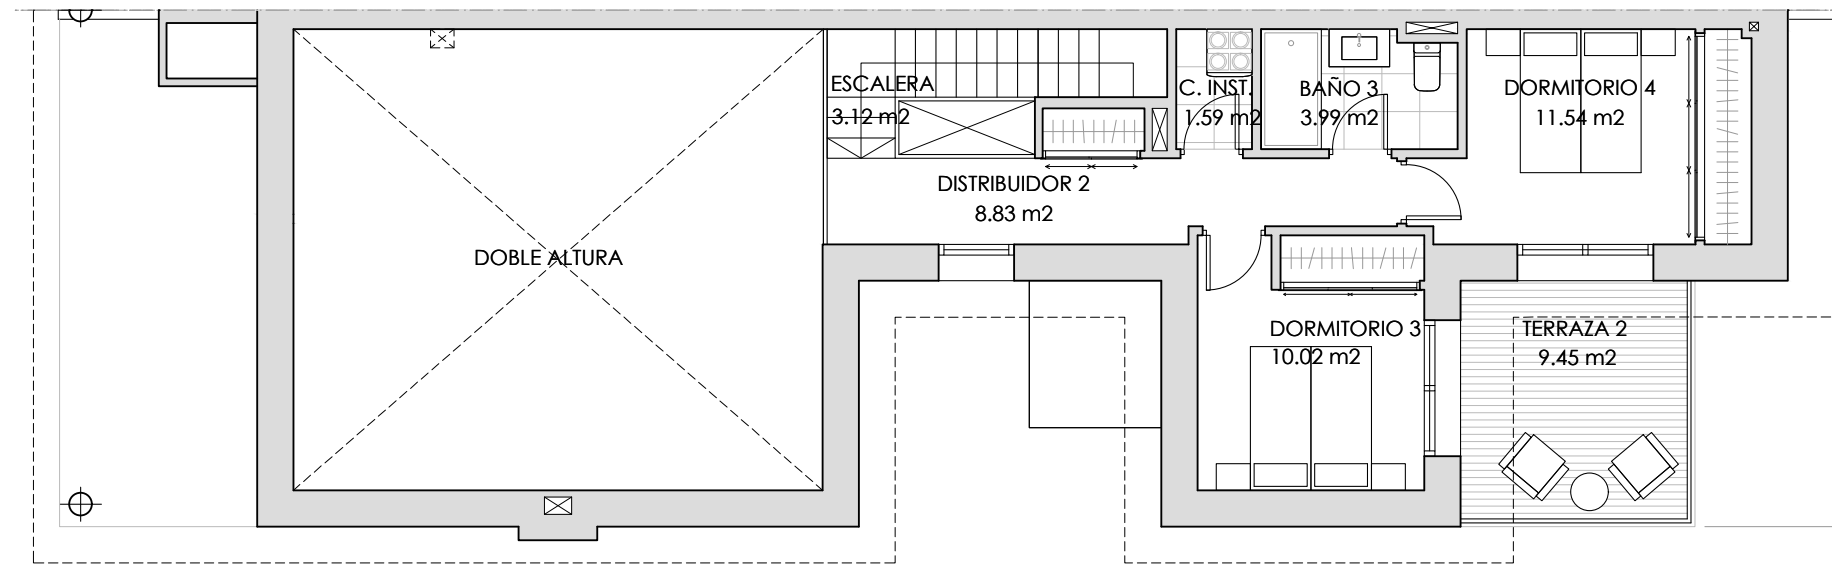 ESCALERA
3.12 m2
C. INST.
1.59 m2
BAÑO 3
3.99 m2
DORMITORIO 4
11.54 m2
DISTRIBUIDOR 2
8.83 m2
DOBLE ALTURA
DORMITORIO 3
10.02 m2
TERRAZA 2
9.45 m2